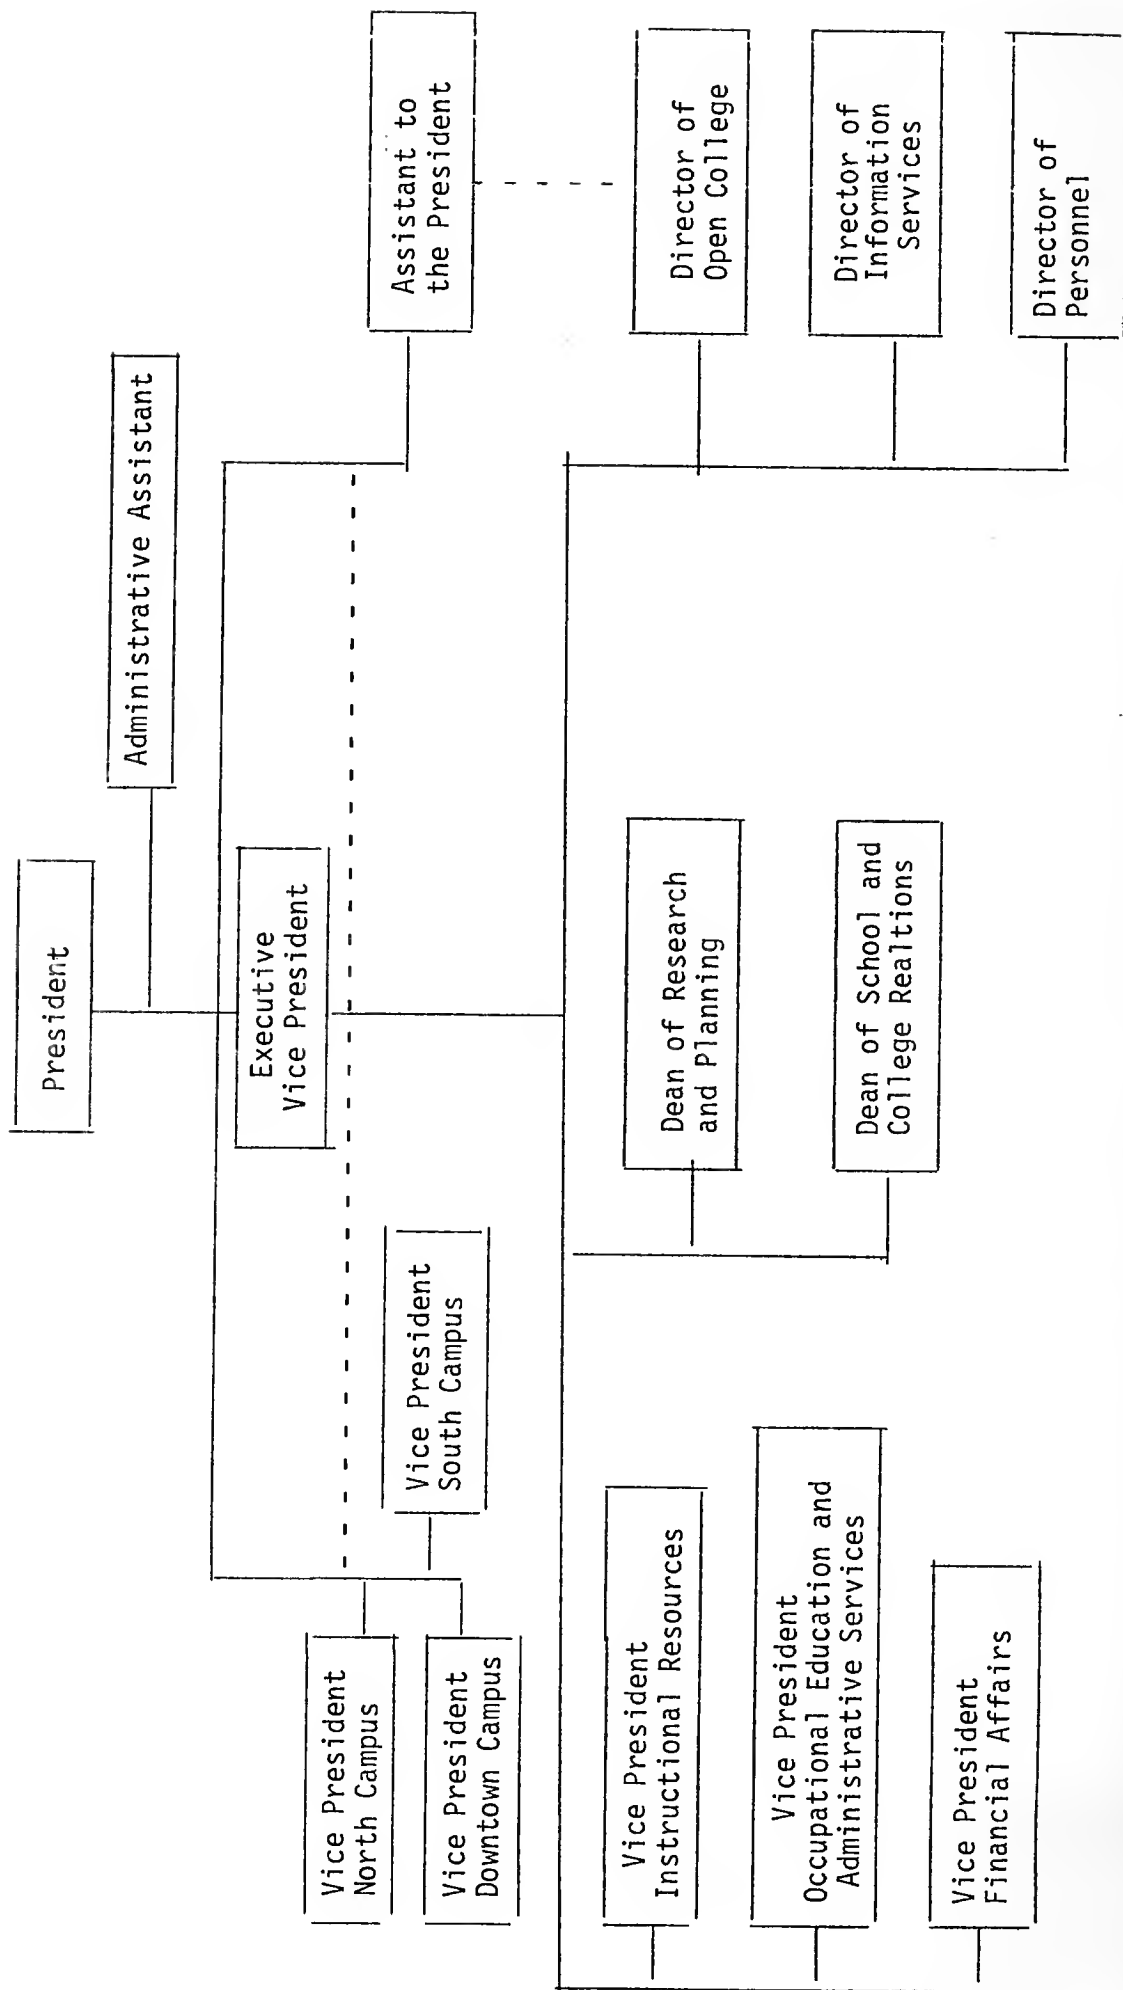 President
Administrative Assistant
Executive
Vice President
Assistant to
the President
Vice President
North Campus
Vice President
South Campus
Vice President
Downtown Campus
Vice President
Instructional Resources
Vice President
Occupational Education and
Administrative Services
Vice President
Financial Affairs
Dean of Research
and Planning
Dean of School and
College Realtions
Director of
Open College
Director of
Information
Services
Director of
Personnel